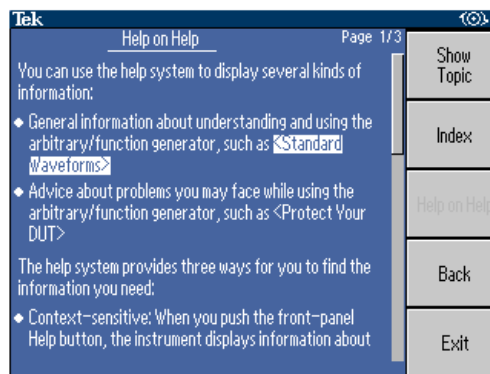 Tek
Help on Help
Page 1/3
You can use the help system to display several kinds of
information:
◆ General information about understanding and using the
arbitrary/function generator, such as <Standard
Waveforms>
◆ Advice about problems you may face while using the
arbitrary/function generator, such as <Protect Your
DUT>
The help system provides three ways for you to find the
information you need:
◆ Context-sensitive: When you push the front-panel
Help button, the instrument displays information about
Show
Topic
Index
Help on Help
Back
Exit